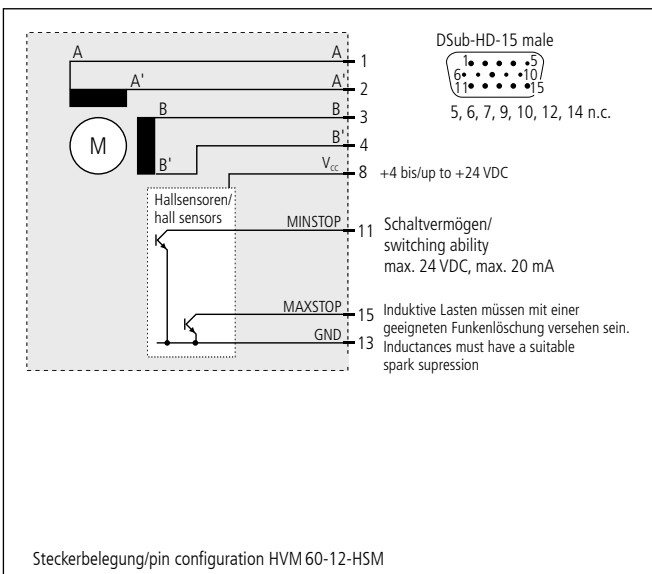 DSub-HD-15 male
1 5
6 10
11 15
5, 6, 7, 9, 10, 12, 14 n.c.
A A 1
A' A' 2
B B 3
M
B' B' 4
Vcc 8 +4 bis/up to +24 VDC
Hallsensoren/
hall sensors
MINSTOP 11 Schaltvermögen/
switching ability
max. 24 VDC, max. 20 mA
MAXSTOP 15 Induktive Lasten müssen mit einer
geeigneten Funkenlöschung versehen sein.
GND 13 Inductances must have a suitable
spark supression
Steckerbelegung/pin configuration HVM 60-12-HSM